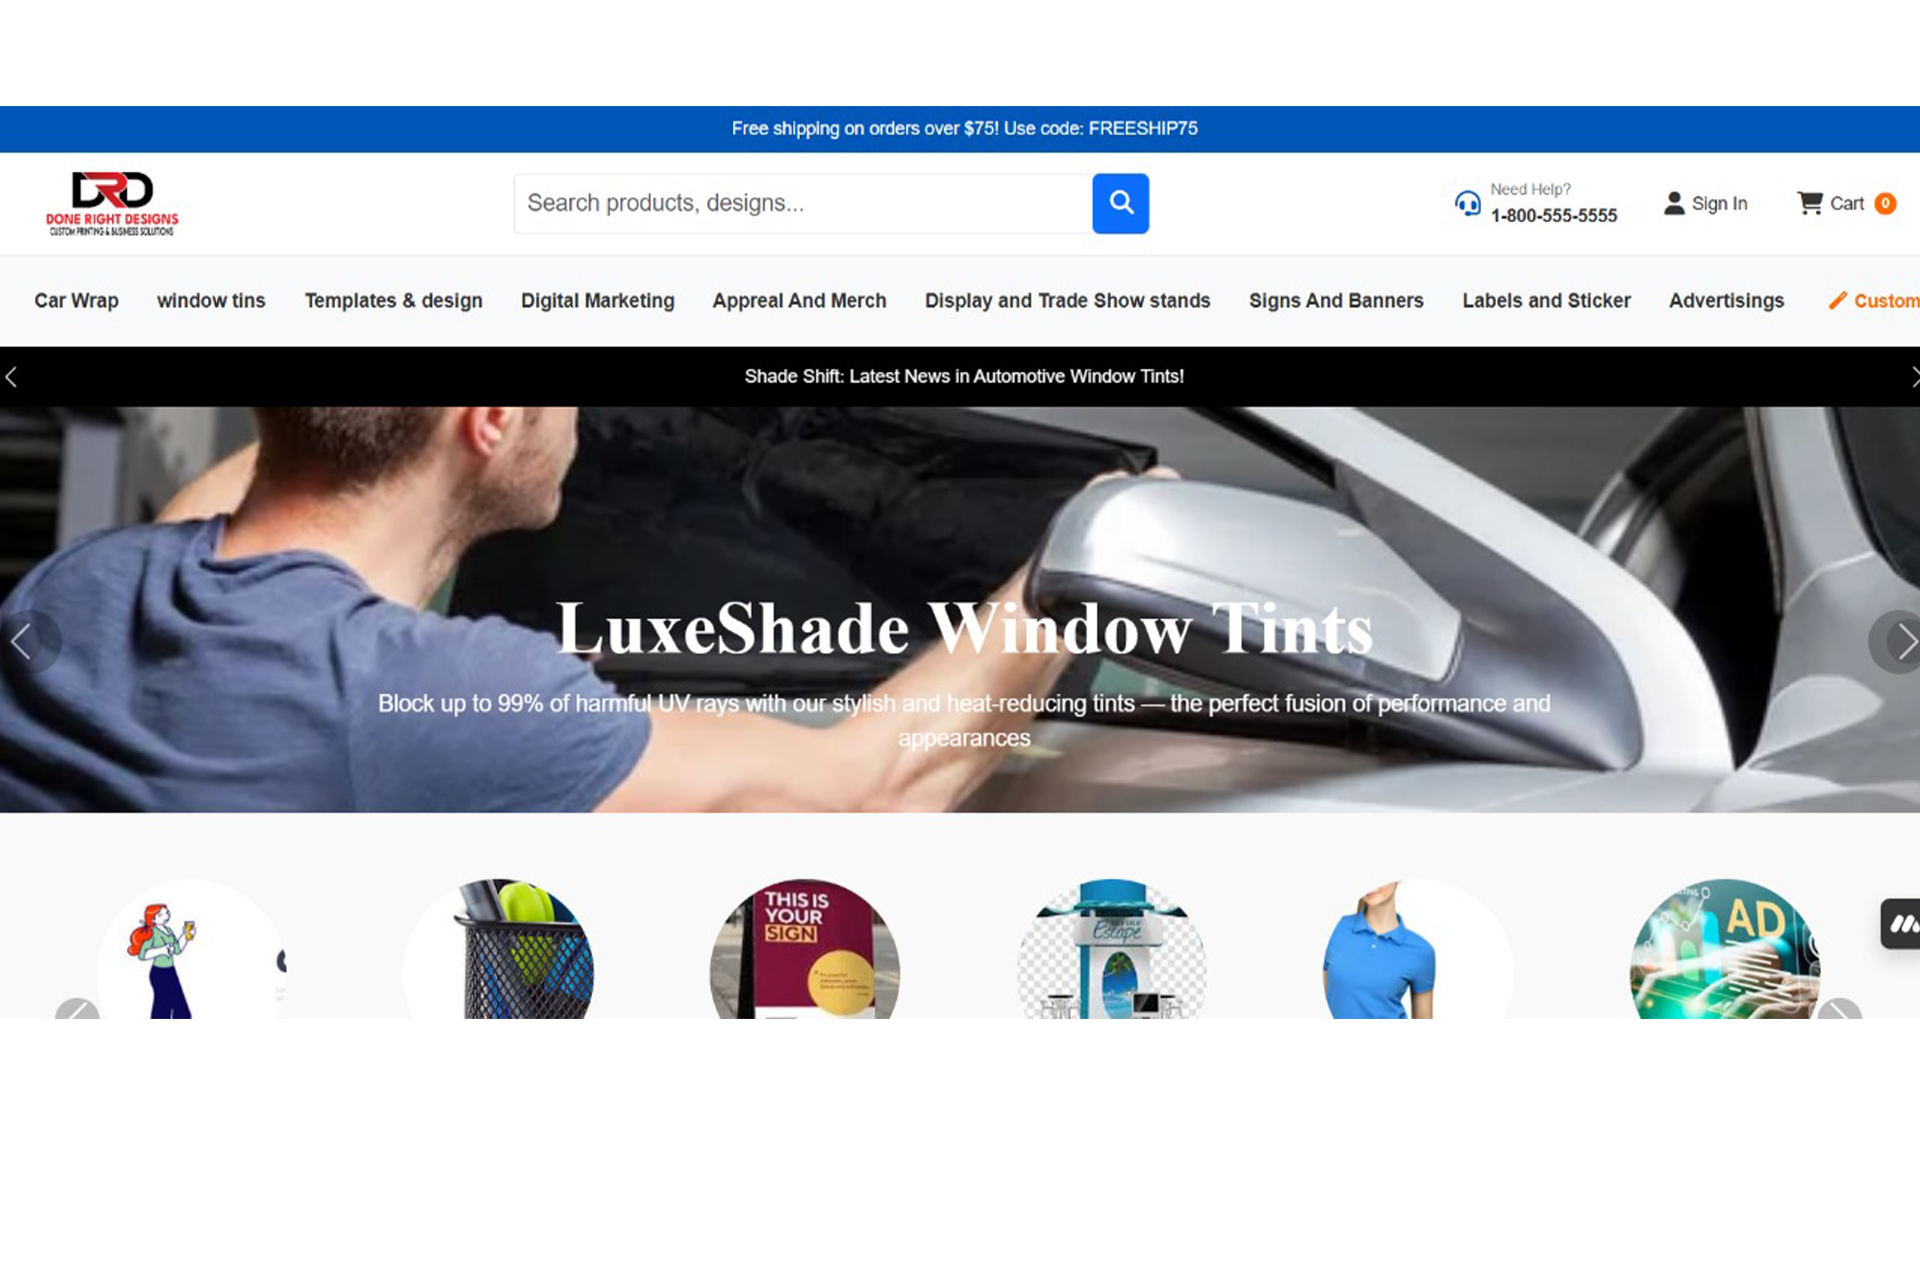 Free shipping on orders over $75! Use code: FREESHIP75
DRD
DONE RIGHT DESIGNS
CUSTOM PRINTING & BUSINESS SOLUTIONS
Search products, designs...
Need Help?
1-800-555-5555
Sign In
Cart 0
Car Wrap
window tins
Templates & design
Digital Marketing
Appreal And Merch
Display and Trade Show stands
Signs And Banners
Labels and Sticker
Advertisings
Custom
Shade Shift: Latest News in Automotive Window Tints!
LuxeShade Window Tints
Block up to 99% of harmful UV rays with our stylish and heat-reducing tints — the perfect fusion of performance and
appearances
THIS IS
YOUR
SIGN
Escape
AD